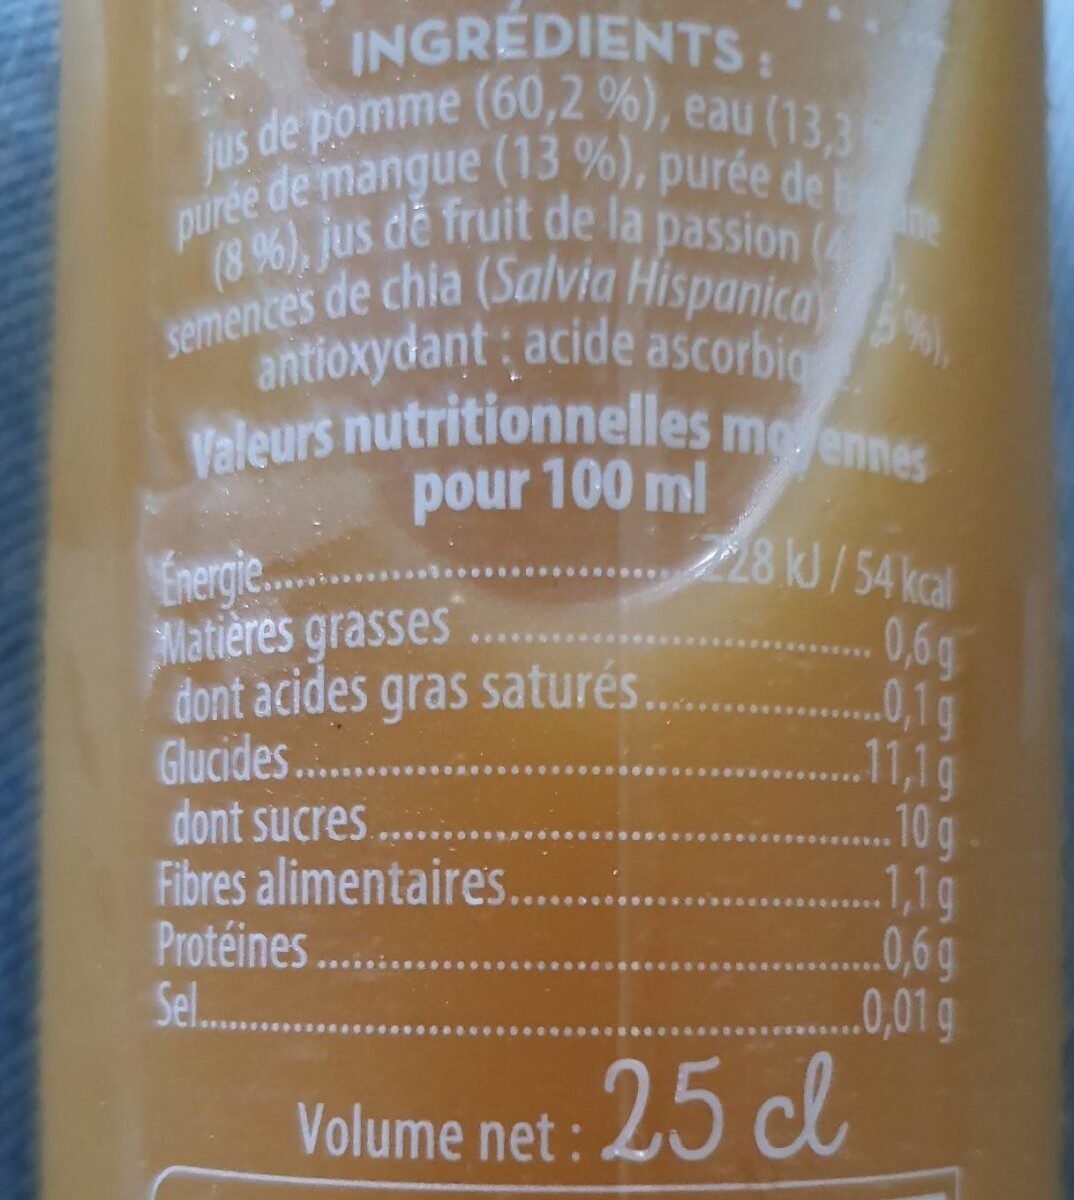 INGRÉDIENTS :
jus de pomme (60,2 %), eau (13,3
purée de mangue (13 %), purée de
(8 %), jus de fruit de la passion (4
semences de chia (Salvia Hispanica)
antioxydant : acide ascorbique.
Valeurs nutritionnelles moyennes
pour 100 ml
Énergie 228 kJ / 54 kcal
Matières grasses 0,6 g
dont acides gras saturés 0,1 g
Glucides 11,1 g
dont sucres 10 g
Fibres alimentaires 1,1 g
Protéines 0,6 g
Sel 0,01 g
Volume net : 25 cl